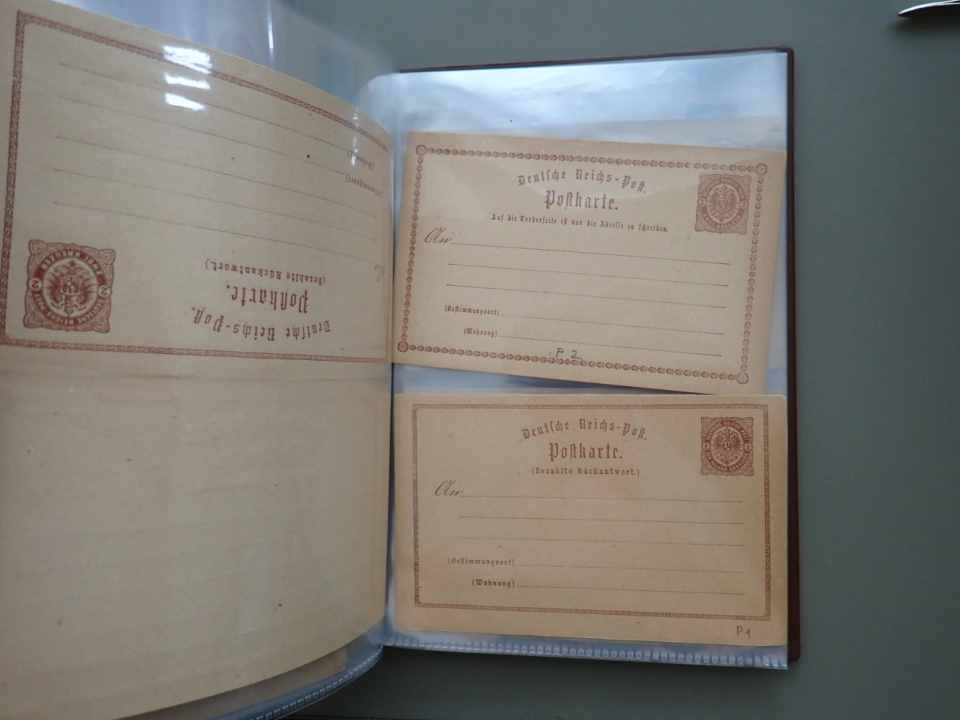 Deutsche Reichs-Post.
Postkarte.
(Bezahlte Rückantwort.)
Deutsche Reichs-Post.
Postkarte.
Auf die Vorderseite ist nur die Adresse zu schreiben.
An
(Bestimmungsort)
(Wohnung)
P 2
Deutsche Reichs-Post.
Postkarte.
(Bezahlte Rückantwort.)
An
(Bestimmungsort)
(Wohnung)
P 1